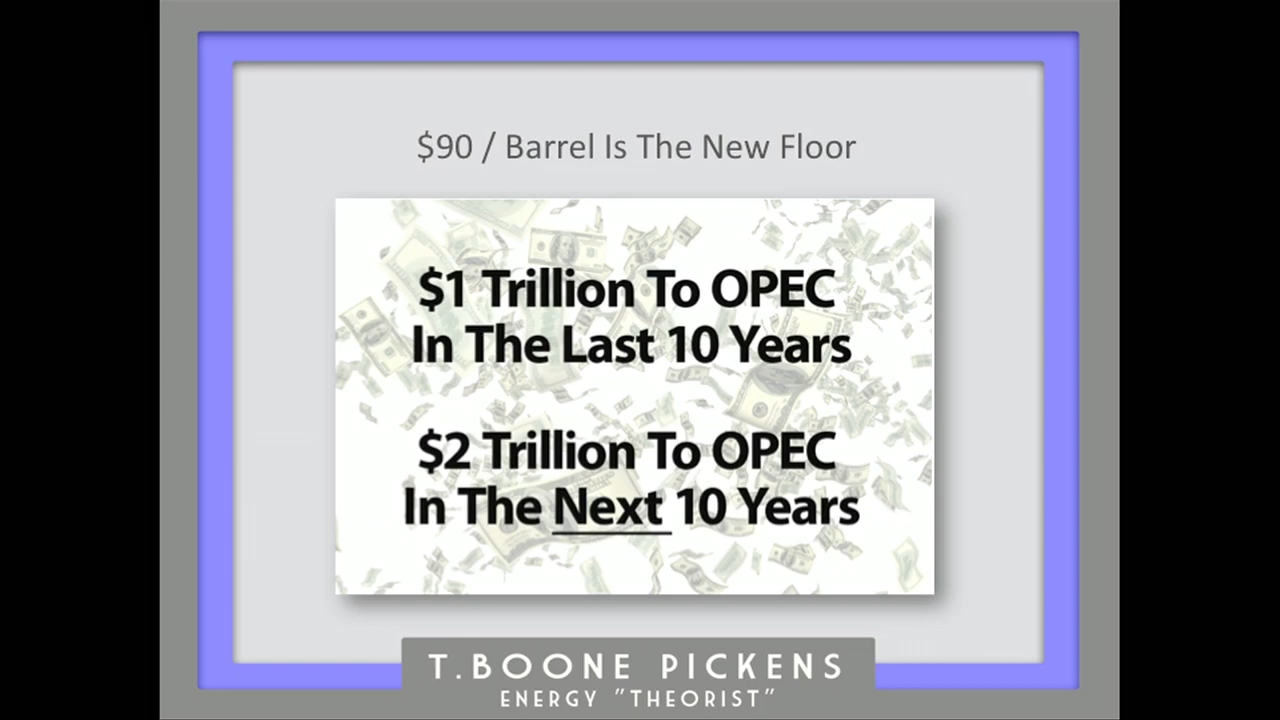 $90 / Barrel Is The New Floor
$1 Trillion To OPEC
In The Last 10 Years
$2 Trillion To OPEC
In The Next 10 Years
T.BOONE PICKENS
ENERGY "THEORIST"